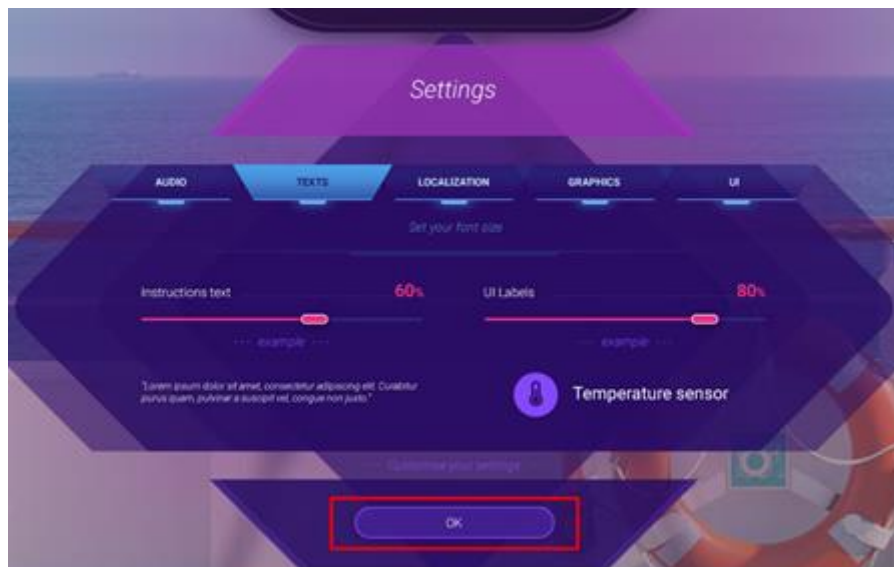 Settings
AUDIO TEXTS LOCALIZATION GRAPHICS UI
Set your font size
Instructions text 60% UI Labels 80%
--- example --- --- example ---
"Lorem ipsum dolor sit amet, consectetur adipiscing elit. Curabitur
purus quam, pulvinar a suscipit vel, congue non justo."
Temperature sensor
Customise your settings
OK